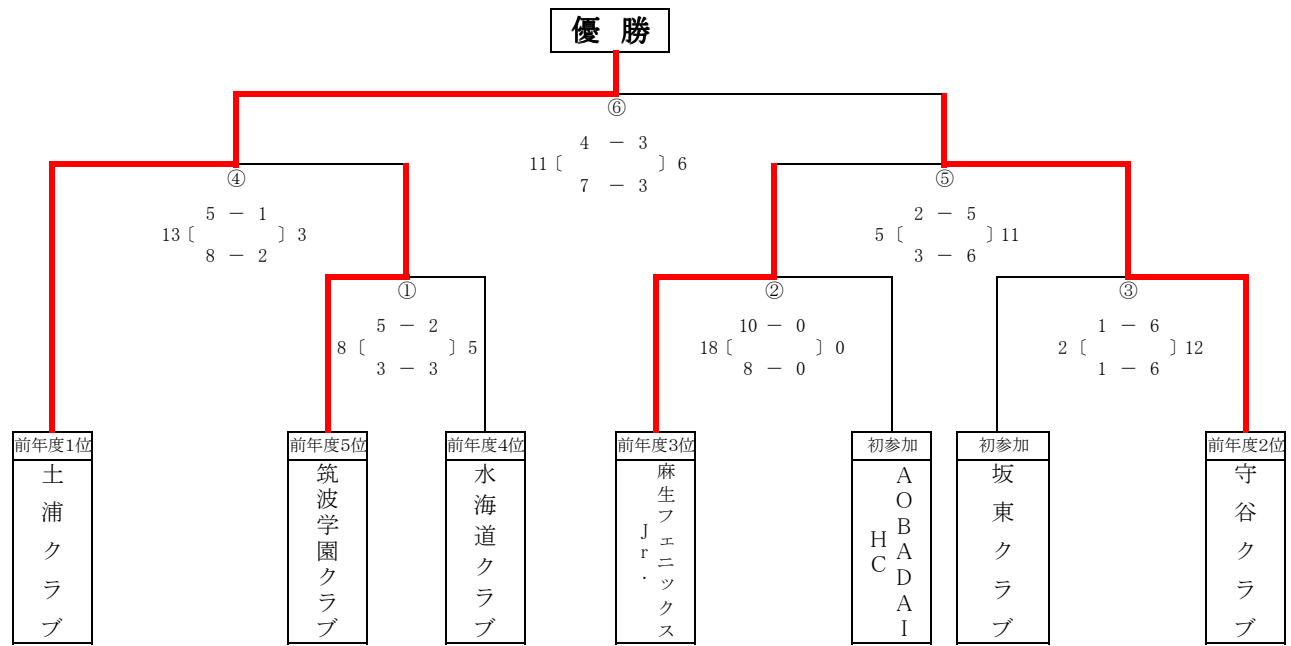 優 勝
⑥
4 － 3
11〔 〕6
7 － 3
④
5 － 1
13〔 〕3
8 － 2
⑤
2 － 5
5〔 〕11
3 － 6
①
5 － 2
8〔 〕5
3 － 3
②
10 － 0
18〔 〕0
8 － 0
③
1 － 6
2〔 〕12
1 － 6
前年度1位
土浦クラブ
前年度5位
筑波学園クラブ
前年度4位
水海道クラブ
前年度3位
麻生フェニックス
Jr.
初参加
AOBADAI
HC
初参加
坂東クラブ
前年度2位
守谷クラブ